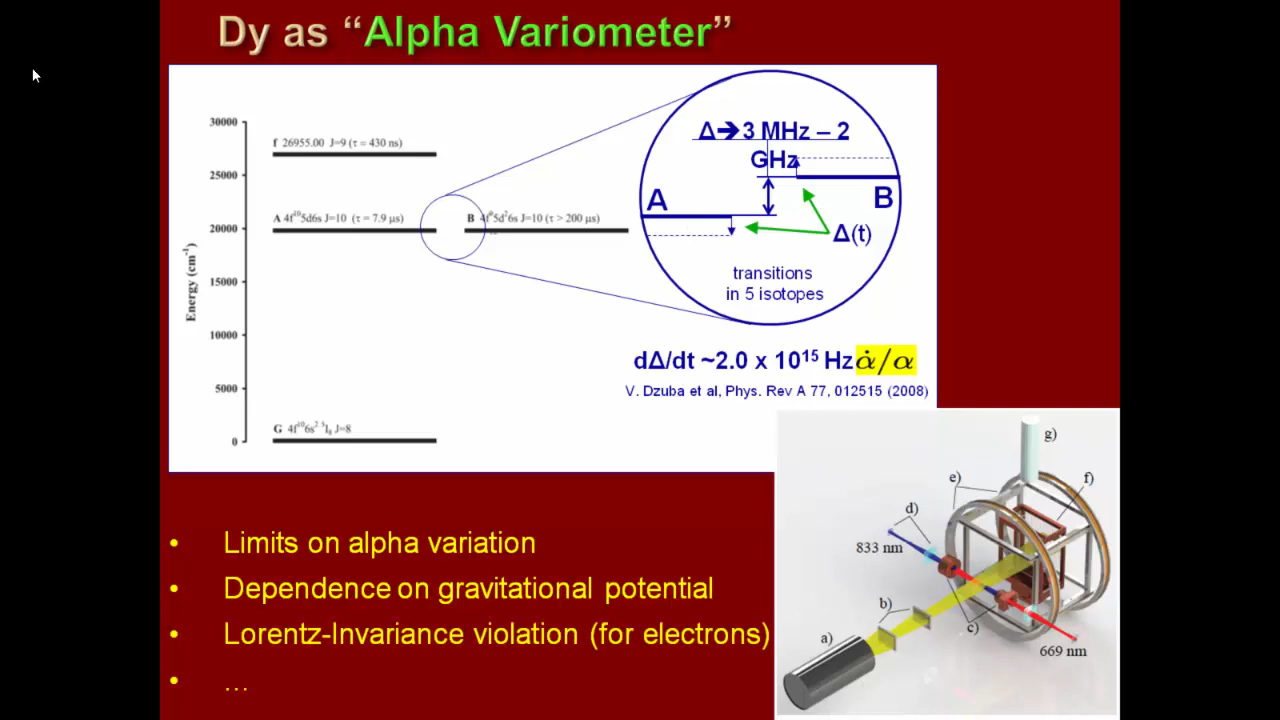 Dy as “Alpha Variometer”
30000
25000
20000
15000
10000
5000
0
Energy (cm⁻¹)
f 26955.00 J=9 (τ = 430 ns)
A 4f¹⁰5d6s J=10 (τ = 7.9 μs)
B 4f⁹5d²6s J=10 (τ > 200 μs)
G 4f¹⁰6s² ⁵I₈ J=8
Δ➔3 MHz – 2
GHz
A
B
Δ(t)
transitions
in 5 isotopes
dΔ/dt ~2.0 x 10¹⁵ Hz α̇/α
V. Dzuba et al, Phys. Rev A 77, 012515 (2008)
• Limits on alpha variation
• Dependence on gravitational potential
• Lorentz-Invariance violation (for electrons)
• ...
g)
e)
f)
d)
833 nm
b)
c)
a)
669 nm